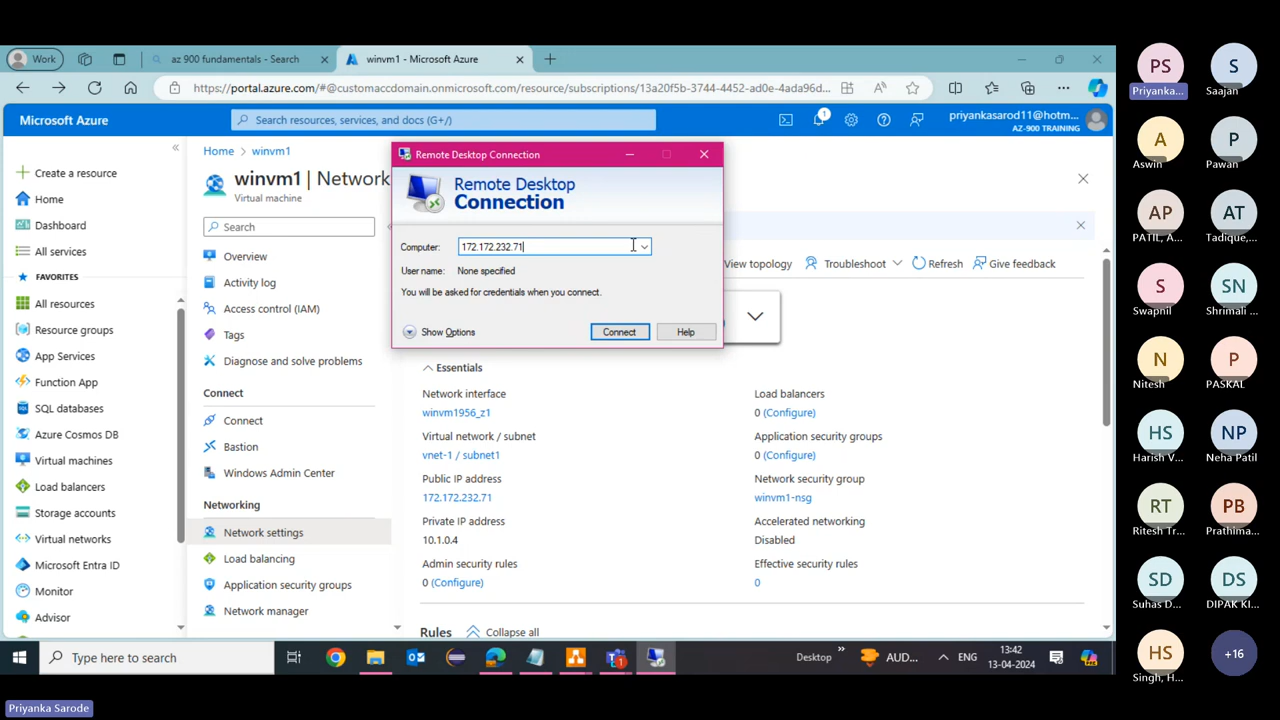 Work
az 900 fundamentals - Search
winvm1 - Microsoft Azure
https://portal.azure.com/#@customaccdomain.onmicrosoft.com/resource/subscriptions/13a20f5b-3744-4452-ad0e-4ada96d...
Microsoft Azure
Search resources, services, and docs (G+/)
1
priyankasarod11@hotm...
AZ-900 TRAINING
Create a resource
Home
Dashboard
All services
FAVORITES
All resources
Resource groups
App Services
Function App
SQL databases
Azure Cosmos DB
Virtual machines
Load balancers
Storage accounts
Virtual networks
Microsoft Entra ID
Monitor
Advisor
Home > winvm1
winvm1 | Network
Virtual machine
Search
Overview
Activity log
Access control (IAM)
Tags
Diagnose and solve problems
Connect
Connect
Bastion
Windows Admin Center
Networking
Network settings
Load balancing
Application security groups
Network manager
Remote Desktop Connection
Remote Desktop
Connection
Computer: 172.172.232.71
User name: None specified
You will be asked for credentials when you connect.
Show Options
Connect
Help
View topology
Troubleshoot
Refresh
Give feedback
Essentials
Network interface
winvm1956_z1
Virtual network / subnet
vnet-1 / subnet1
Public IP address
172.172.232.71
Private IP address
10.1.0.4
Admin security rules
0 (Configure)
Load balancers
0 (Configure)
Application security groups
0 (Configure)
Network security group
winvm1-nsg
Accelerated networking
Disabled
Effective security rules
0
Rules
Collapse all
Type here to search
Desktop
AUD...
ENG
13:42
13-04-2024
PS
Priyanka...
S
Saajan
A
Aswin
P
Pawan
AP
PATIL, A...
AT
Tadique,...
S
Swapnil
SN
Shrimali ...
N
Nitesh
P
PASKAL
HS
Harish V...
NP
Neha Patil
RT
Ritesh Tr...
PB
Prathima...
SD
Suhas D...
DS
DIPAK KI...
HS
Singh, H...
+16
Priyanka Sarode